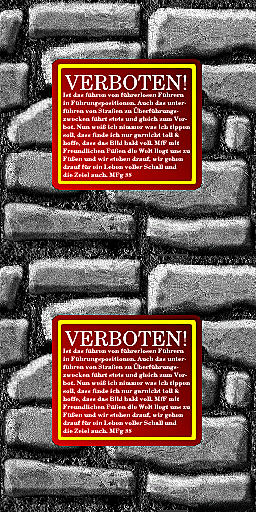 VERBOTEN!
Ist das führen von führerlosen Führern
in Führungspositionen. Auch das unter-
führen von Straßen zu Überführungs-
zwecken führt stets und gleich zum Ver-
bot. Nun weiß ich nimmer was ich tippen
soll, dass finde ich nur garnicht toll &
hoffe, dass das Bild bald voll. MfF mit
Freundlichen Füßen die Welt liegt uns zu
Füßen und wir stehen drauf, wir gehen
drauf für ein Leben voller Schall und
die Zeiel auch. MFg 38
VERBOTEN!
Ist das führen von führerlosen Führern
in Führungspositionen. Auch das unter-
führen von Straßen zu Überführungs-
zwecken führt stets und gleich zum Ver-
bot. Nun weiß ich nimmer was ich tippen
soll, dass finde ich nur garnicht toll &
hoffe, dass das Bild bald voll. MfF mit
Freundlichen Füßen die Welt liegt uns zu
Füßen und wir stehen drauf, wir gehen
drauf für ein Leben voller Schall und
die Zeiel auch. MFg 38